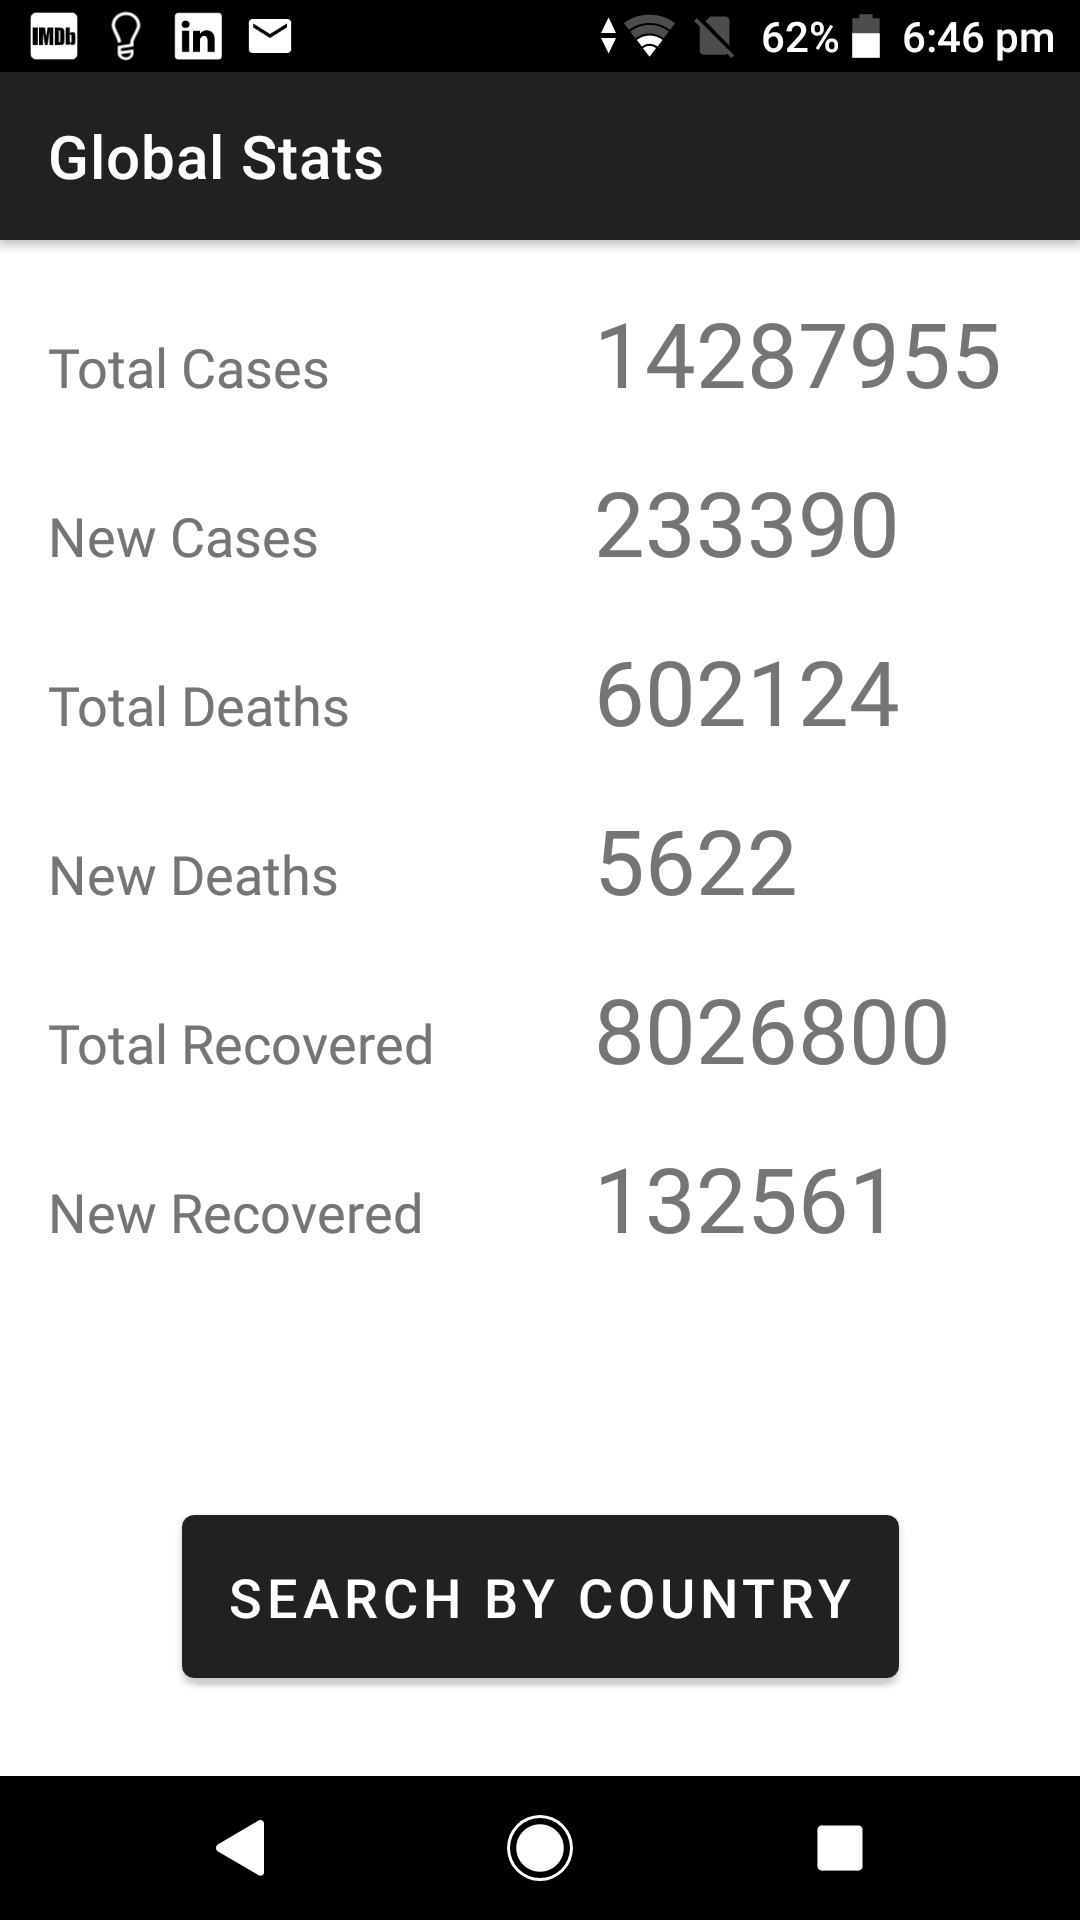 IMDb in 62% 6:46 pm
Global Stats
Total Cases 14287955
New Cases 233390
Total Deaths 602124
New Deaths 5622
Total Recovered 8026800
New Recovered 132561
SEARCH BY COUNTRY